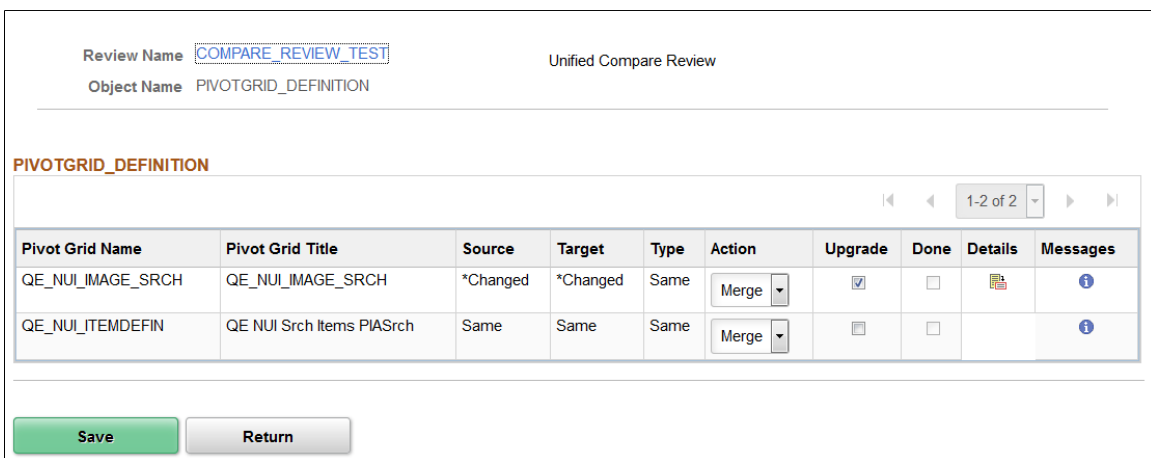 Review Name COMPARE_REVIEW_TEST Unified Compare Review
Object Name PIVOTGRID_DEFINITION
PIVOTGRID_DEFINITION
1-2 of 2
Pivot Grid Name Pivot Grid Title Source Target Type Action Upgrade Done Details Messages
QE_NUI_IMAGE_SRCH QE_NUI_IMAGE_SRCH *Changed *Changed Same Merge
QE_NUI_ITEMDEFIN QE NUI Srch Items PIASrch Same Same Same Merge
Save Return